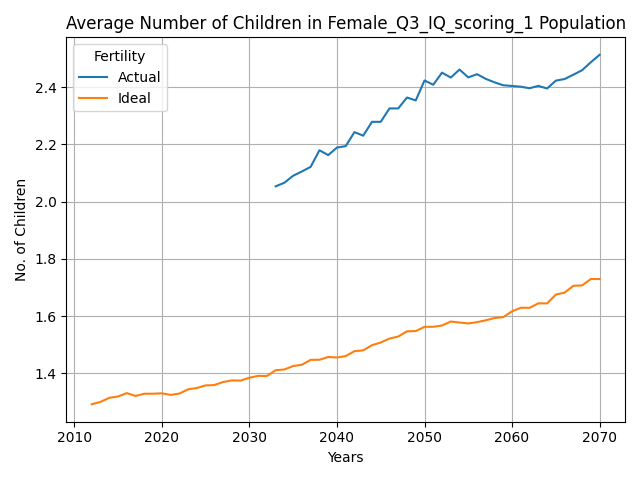 Average Number of Children in Female_Q3_IQ_scoring_1 Population
Fertility
Actual
Ideal
No. of Children
2.4
2.2
2.0
1.8
1.6
1.4
2010 2020 2030 2040 2050 2060 2070
Years